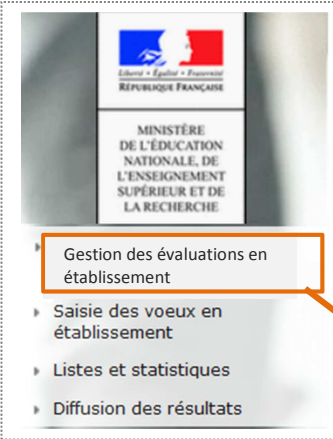 Liberté • Égalité • Fraternité
RÉPUBLIQUE FRANÇAISE
MINISTÈRE
DE L'ÉDUCATION
NATIONALE, DE
L'ENSEIGNEMENT
SUPÉRIEUR ET DE
LA RECHERCHE
Gestion des évaluations en
établissement
Saisie des voeux en
établissement
Listes et statistiques
Diffusion des résultats